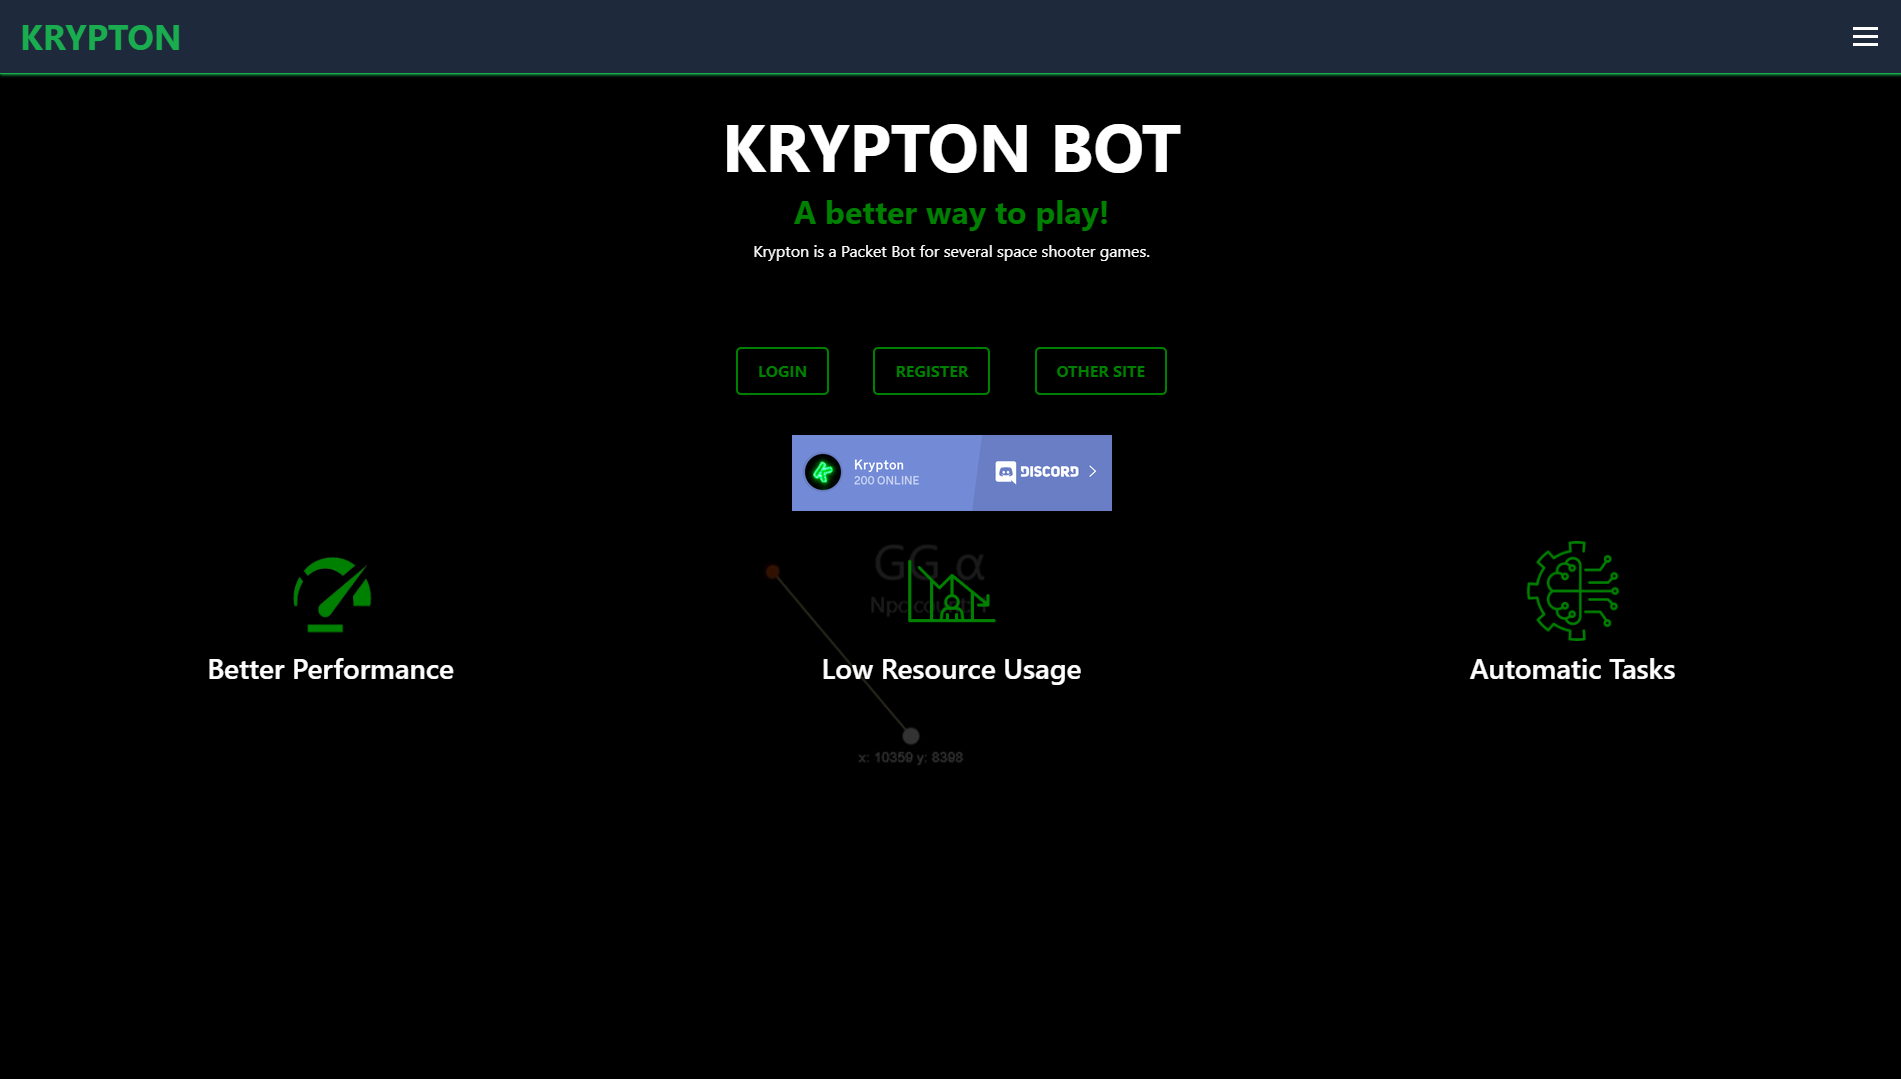 KRYPTON
KRYPTON BOT
A better way to play!
Krypton is a Packet Bot for several space shooter games.
LOGIN
REGISTER
OTHER SITE
Krypton
200 ONLINE
DISCORD
GG α
Npc count:
Better Performance
Low Resource Usage
Automatic Tasks
x: 10359 y: 8398